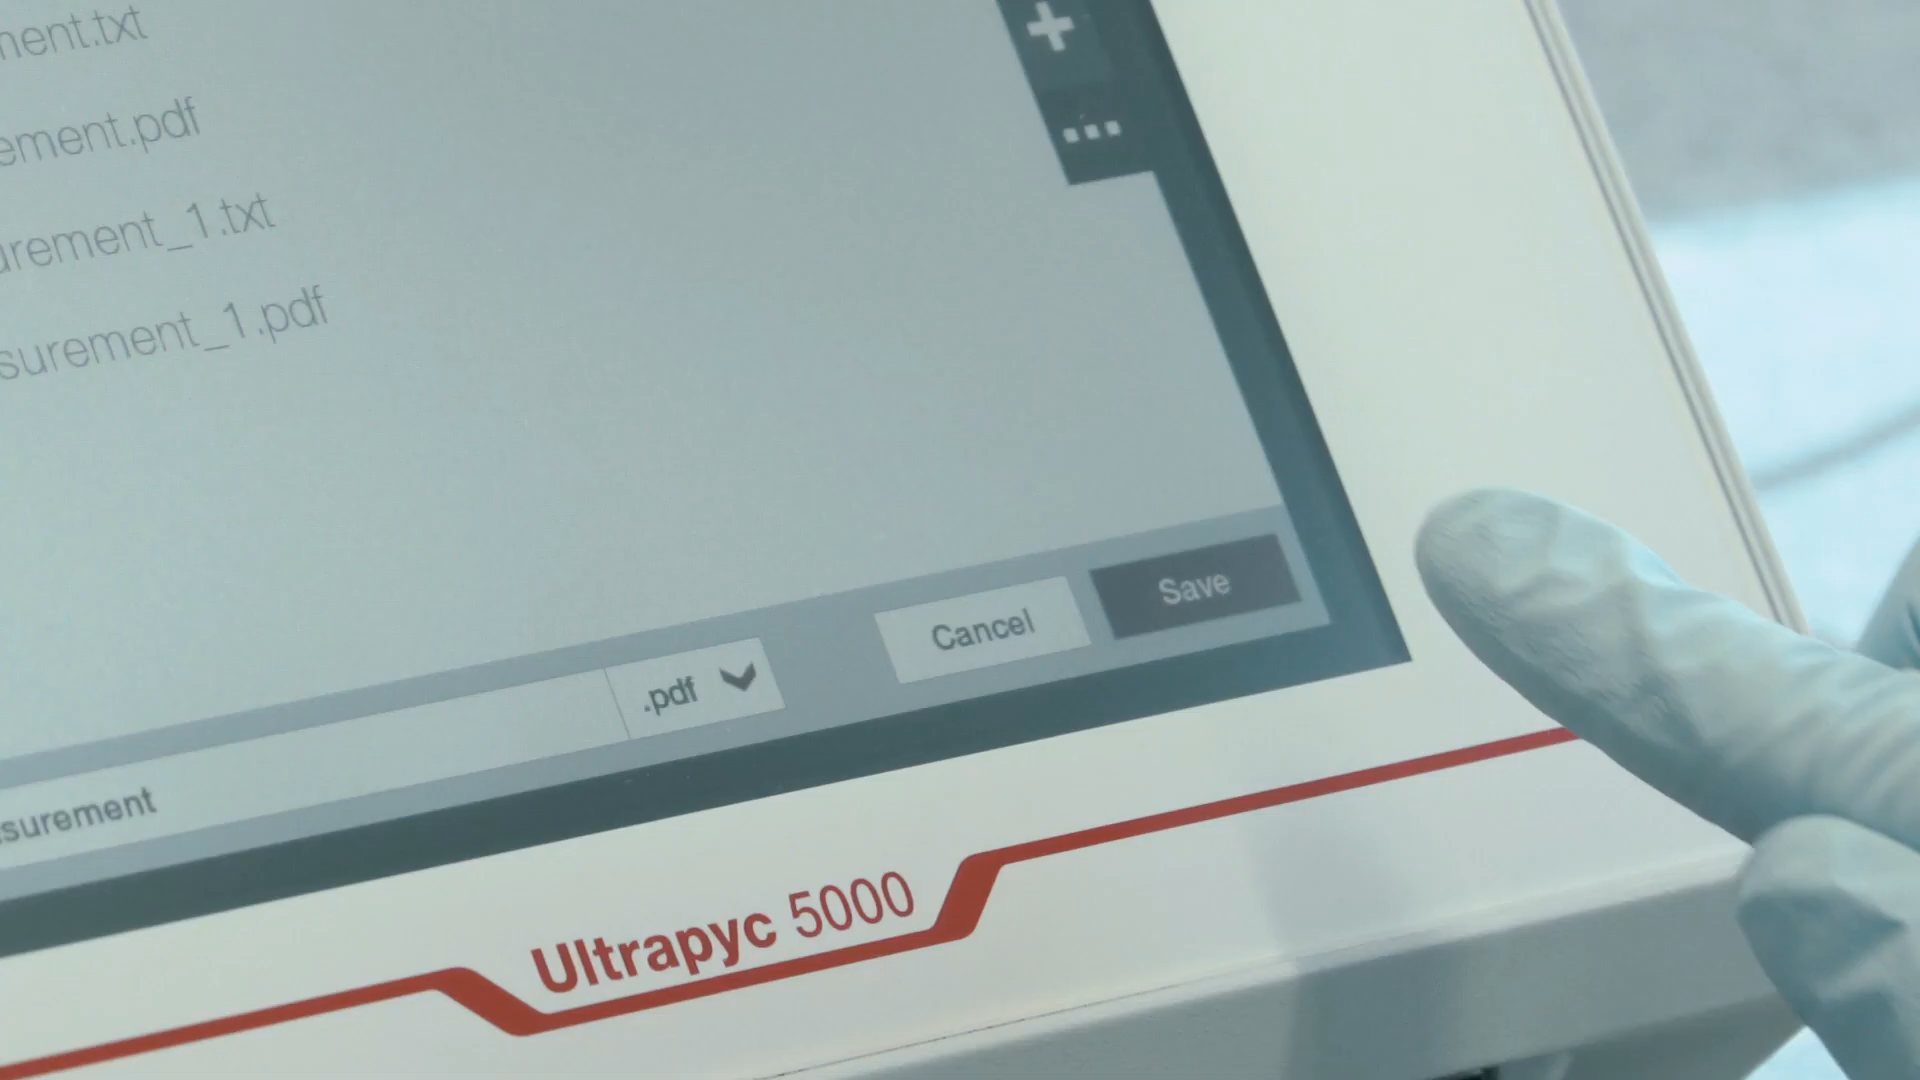 ment.txt
ement.pdf
urement_1.txt
surement_1.pdf
Cancel
Save
.pdf
surement
Ultrapyc 5000